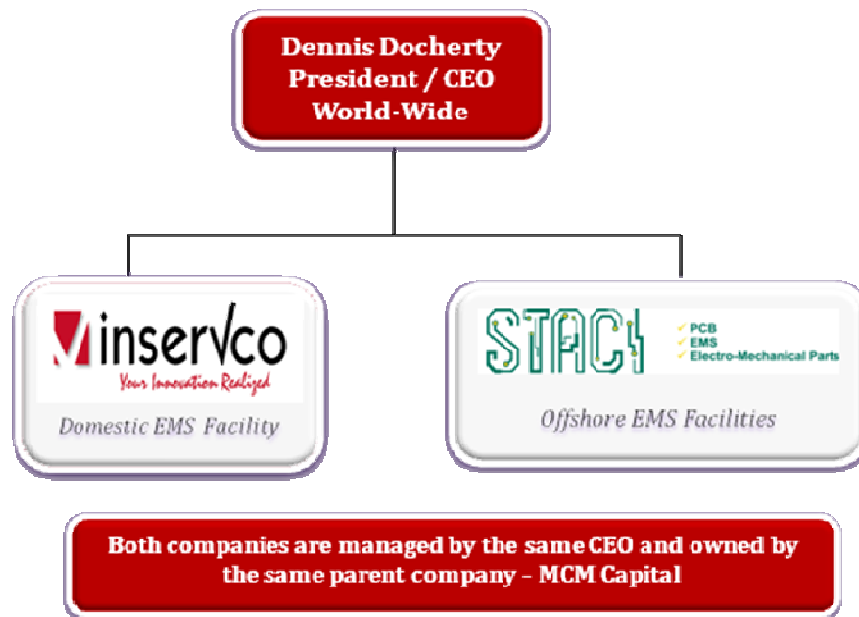 Dennis Docherty
President / CEO
World-Wide
inservco
Your Innovation Realized
Domestic EMS Facility
STACI
✓ PCB
✓ EMS
✓ Electro-Mechanical Parts
Offshore EMS Facilities
Both companies are managed by the same CEO and owned by
the same parent company – MCM Capital